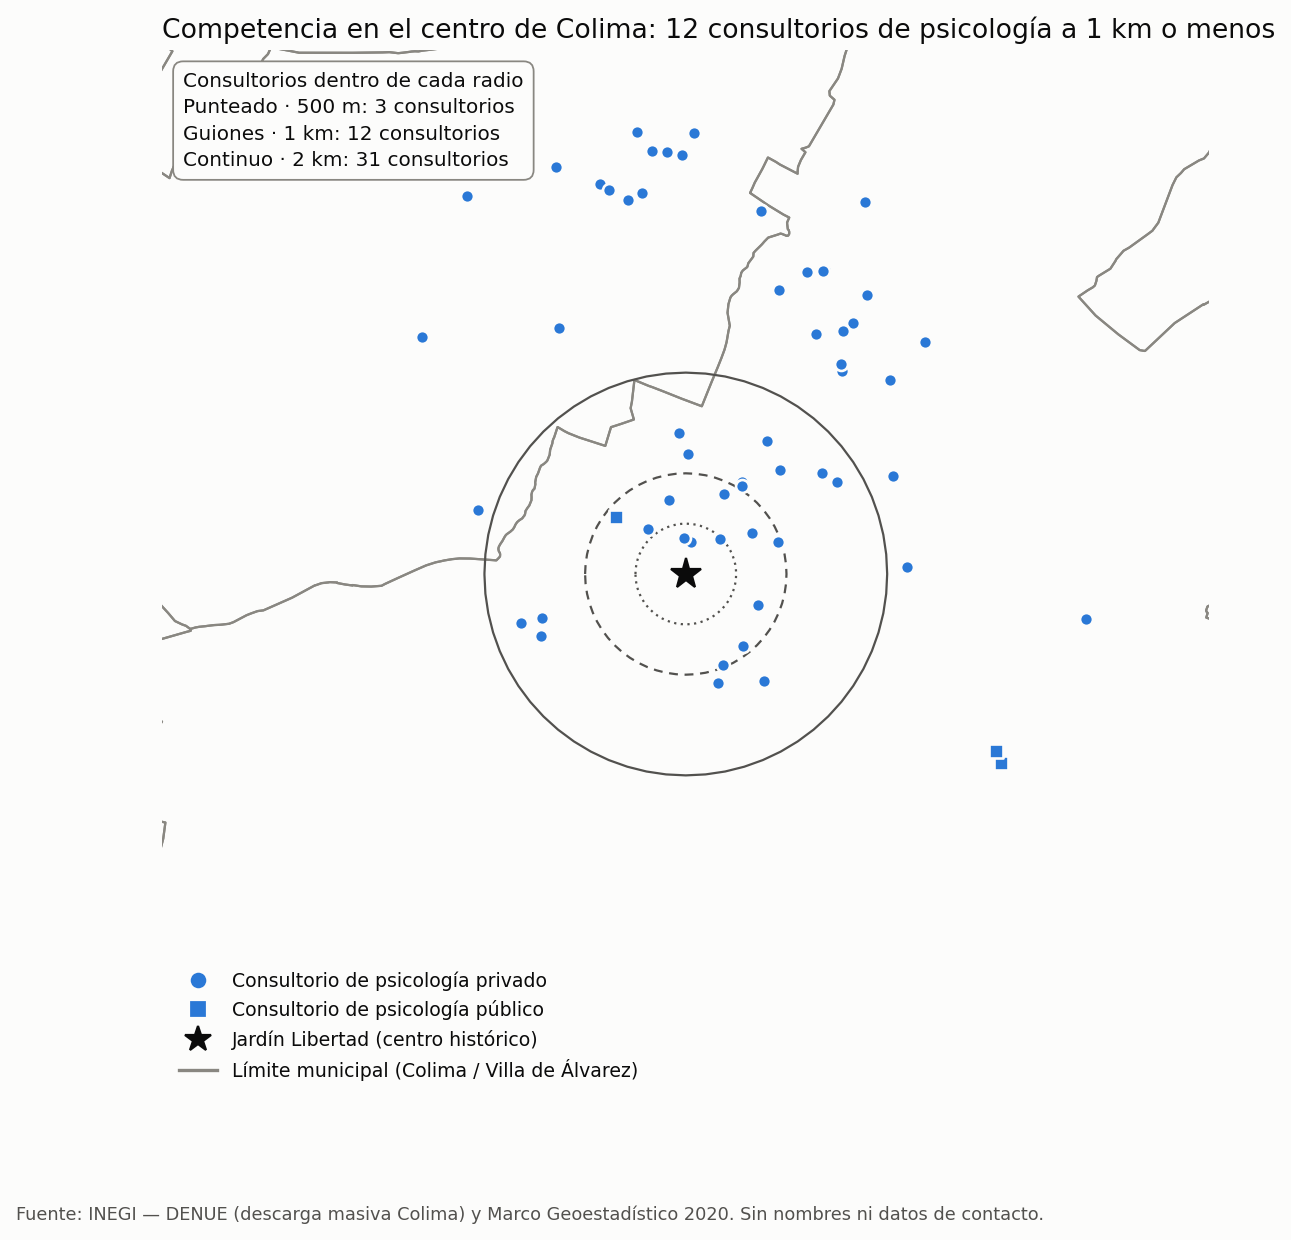 Competencia en el centro de Colima: 12 consultorios de psicología a 1 km o menos
Consultorios dentro de cada radio
Punteado · 500 m: 3 consultorios
Guiones · 1 km: 12 consultorios
Continuo · 2 km: 31 consultorios
Consultorio de psicología privado
Consultorio de psicología público
Jardín Libertad (centro histórico)
Límite municipal (Colima / Villa de Álvarez)
Fuente: INEGI — DENUE (descarga masiva Colima) y Marco Geoestadístico 2020. Sin nombres ni datos de contacto.